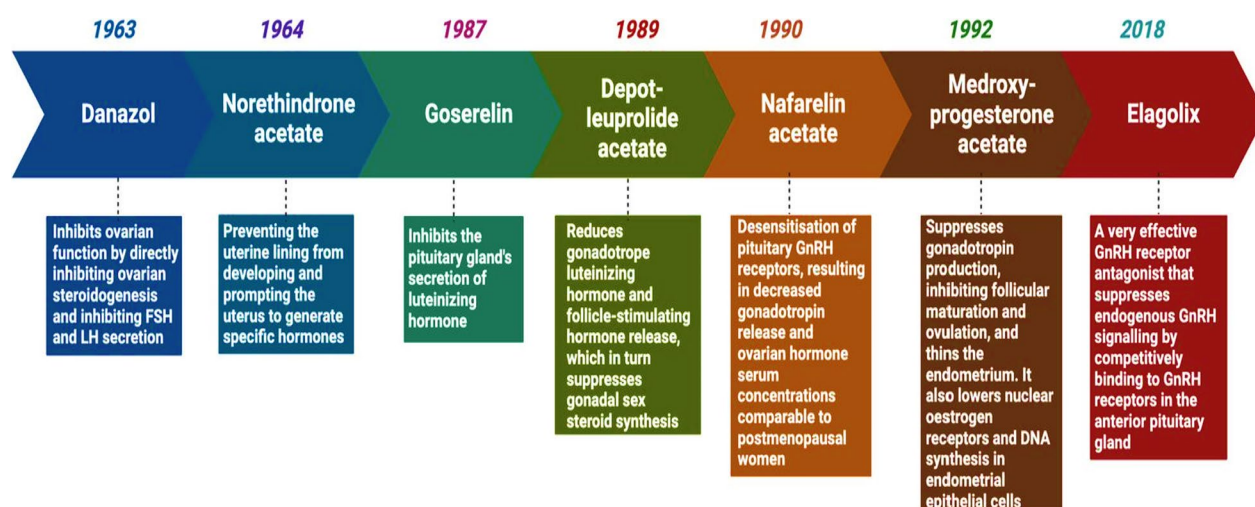 1963
1964
1987
1989
1990
1992
2018
Danazol
Norethindrone
acetate
Goserelin
Depot-
leuprolide
acetate
Nafarelin
acetate
Medroxy-
progesterone
acetate
Elagolix
Inhibits ovarian
function by directly
inhibiting ovarian
steroidogenesis
and inhibiting FSH
and LH secretion
Preventing the
uterine lining from
developing and
prompting the
uterus to generate
specific hormones
Inhibits the
pituitary gland's
secretion of
luteinizing
hormone
Reduces
gonadotrope
luteinizing
hormone and
follicle-stimulating
hormone release,
which in turn
suppresses
gonadal sex
steroid synthesis
Desensitisation of
pituitary GnRH
receptors, resulting
in decreased
gonadotropin
release and
ovarian hormone
serum
concentrations
comparable to
postmenopausal
women
Suppresses
gonadotropin
production,
inhibiting follicular
maturation and
ovulation, and
thins the
endometrium. It
also lowers nuclear
oestrogen
receptors and DNA
synthesis in
endometrial
epithelial cells
A very effective
GnRH receptor
antagonist that
suppresses
endogenous GnRH
signalling by
competitively
binding to GnRH
receptors in the
anterior pituitary
gland